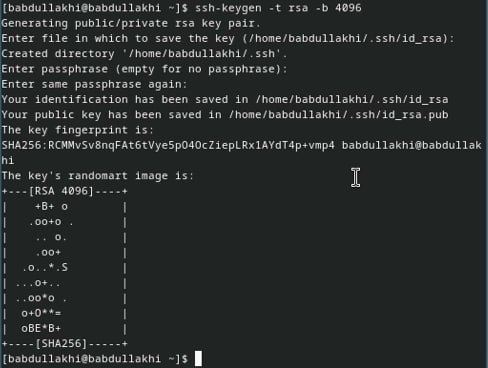 [babdullakhi@babdullakhi ~]$ ssh-keygen -t rsa -b 4096
Generating public/private rsa key pair.
Enter file in which to save the key (/home/babdullakhi/.ssh/id_rsa):
Created directory '/home/babdullakhi/.ssh'.
Enter passphrase (empty for no passphrase):
Enter same passphrase again:
Your identification has been saved in /home/babdullakhi/.ssh/id_rsa
Your public key has been saved in /home/babdullakhi/.ssh/id_rsa.pub
The key fingerprint is:
SHA256:RCMMvSv8nqFAt6tVye5pO4OcZiepLRx1AYdT4p+vmp4 babdullakhi@babdullak
hi
The key's randomart image is:
+---[RSA 4096]----+
|    +B+ o        |
|   .oo+o .       |
|    .. o.        |
|    .oo+         |
|  .o..*.S        |
| ...o+..         |
| ..oo*o .        |
|  o+O**=         |
|  oBE*B+         |
+----[SHA256]-----+
[babdullakhi@babdullakhi ~]$